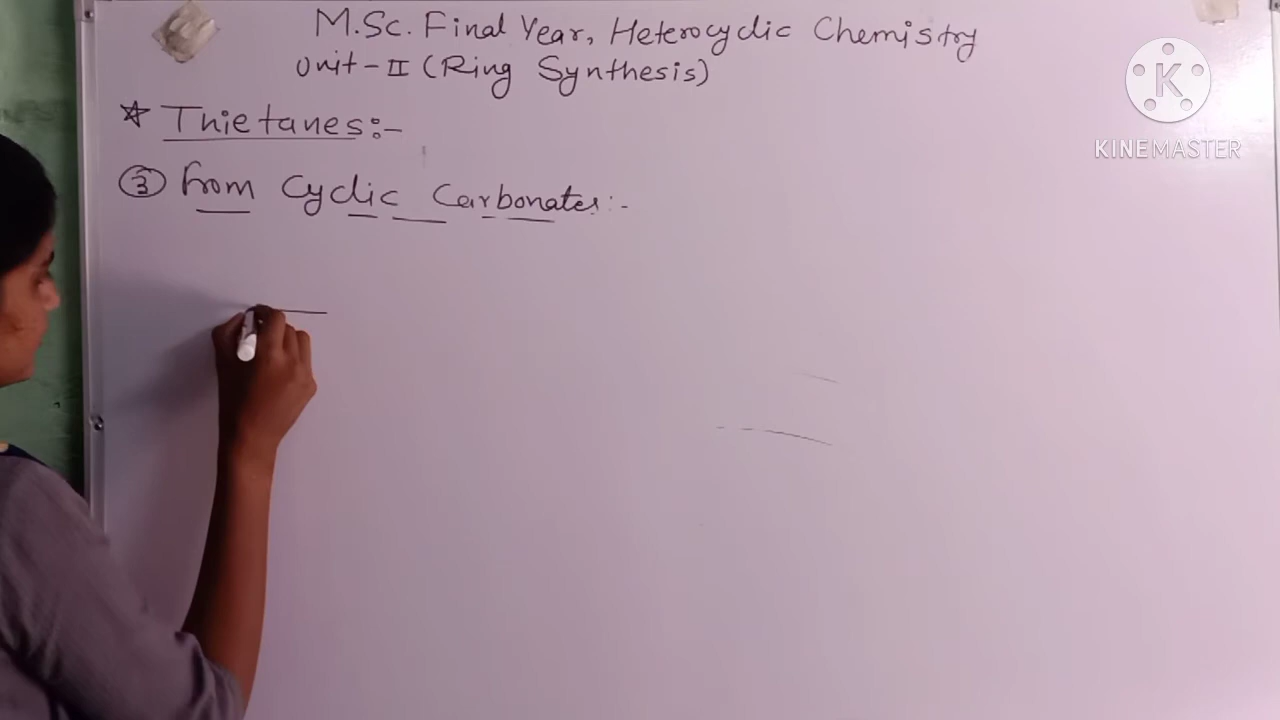 M.Sc. Final Year, Heterocyclic Chemistry
Unit-II (Ring Synthesis)
* Thietanes:-
③ From Cyclic Carbonates:-
K
KINEMASTER